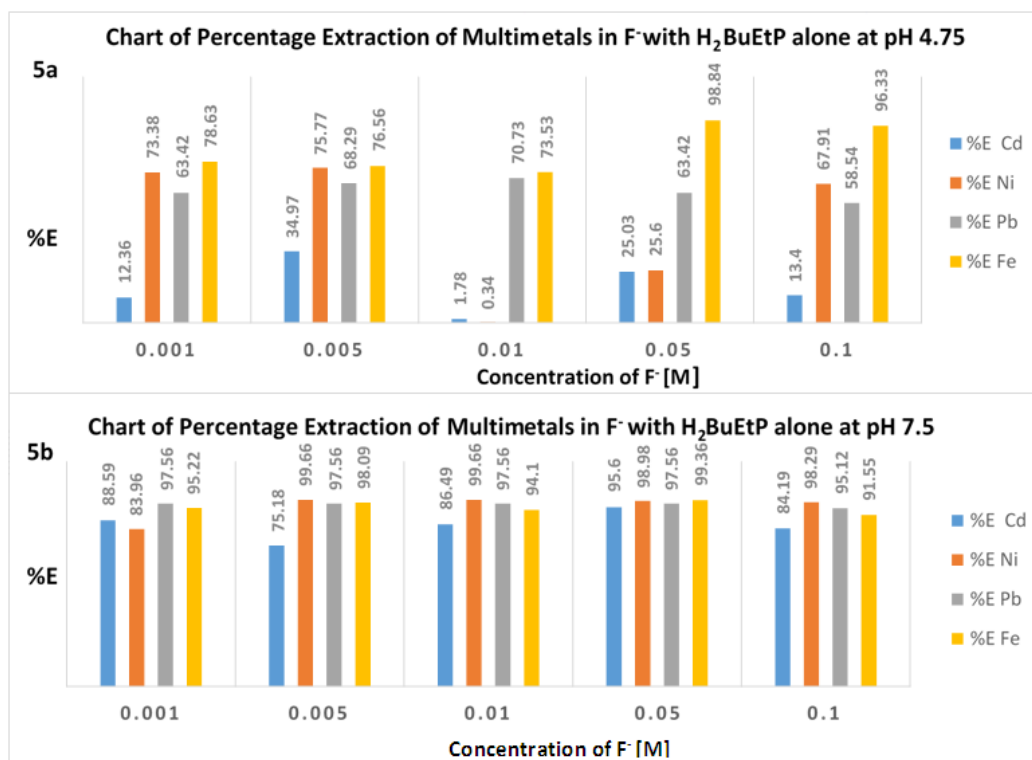 Chart of Percentage Extraction of Multimetals in F⁻ with H₂BuEtP alone at pH 4.75
5a
%E
12.36 73.38 63.42 78.63
34.97 75.77 68.29 76.56
1.78 0.34 70.73 73.53
25.03 25.6 63.42 98.84
13.4 67.91 58.54 96.33
%E Cd
%E Ni
%E Pb
%E Fe
0.001 0.005 0.01 0.05 0.1
Concentration of F⁻ [M]
Chart of Percentage Extraction of Multimetals in F⁻ with H₂BuEtP alone at pH 7.5
5b
%E
88.59 83.96 97.56 95.22
75.18 99.66 97.56 98.09
86.49 99.66 97.56 94.1
95.6 98.98 97.56 99.36
84.19 98.29 95.12 91.55
%E Cd
%E Ni
%E Pb
%E Fe
0.001 0.005 0.01 0.05 0.1
Concentration of F⁻ [M]